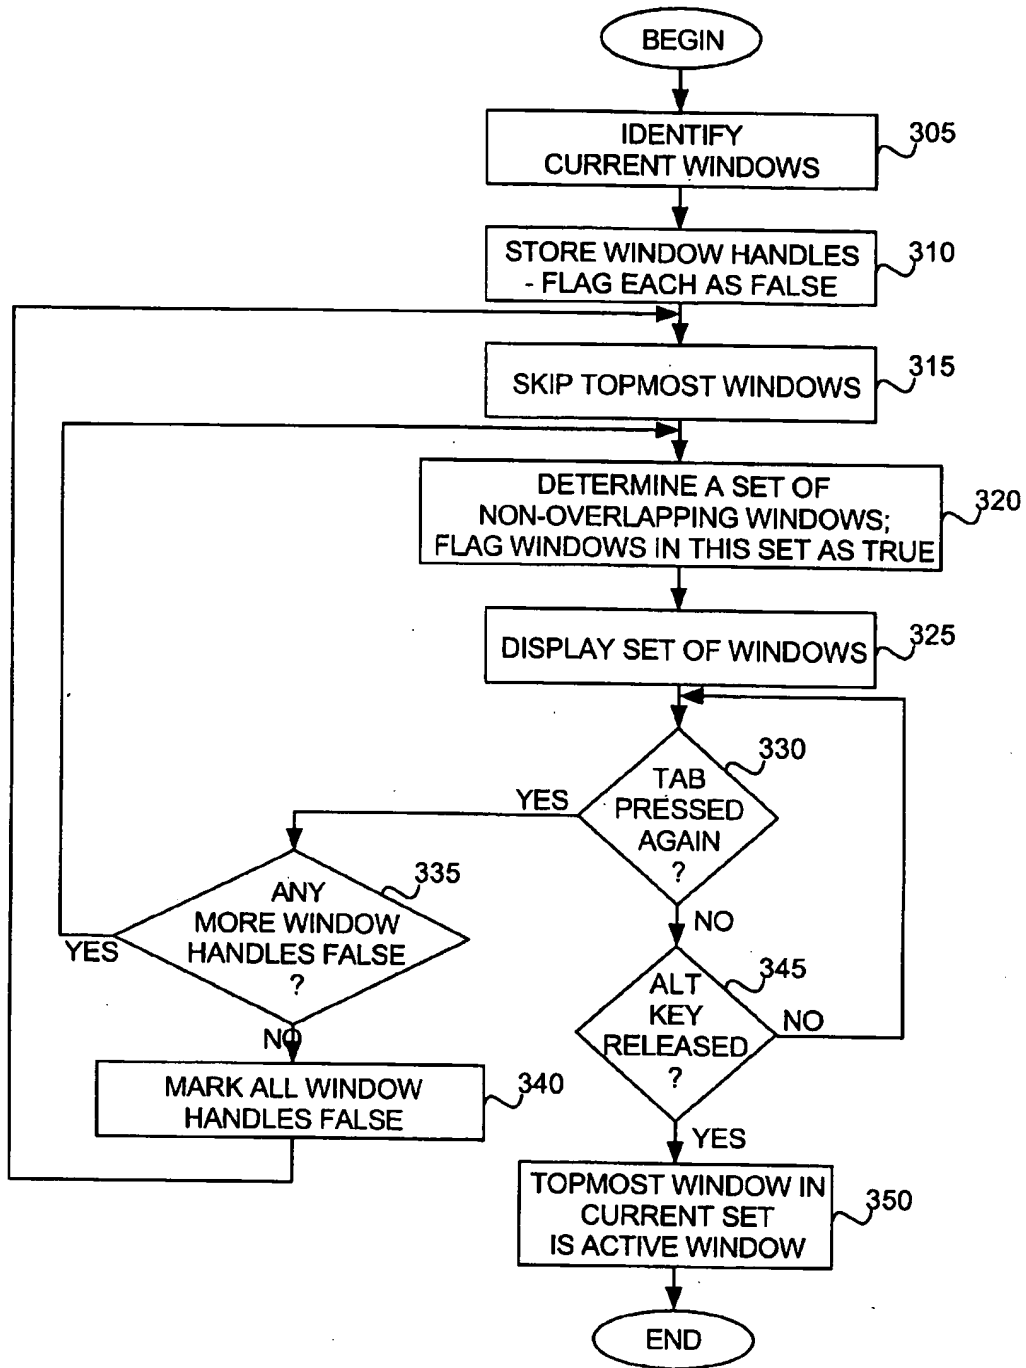 BEGIN
IDENTIFY
CURRENT WINDOWS
305
STORE WINDOW HANDLES
- FLAG EACH AS FALSE
310
SKIP TOPMOST WINDOWS
315
DETERMINE A SET OF
NON-OVERLAPPING WINDOWS;
FLAG WINDOWS IN THIS SET AS TRUE
320
DISPLAY SET OF WINDOWS
325
TAB
PRESSED
AGAIN
?
330
YES
NO
ANY
MORE WINDOW
HANDLES FALSE
?
335
YES
NO
MARK ALL WINDOW
HANDLES FALSE
340
ALT
KEY
RELEASED
?
345
NO
YES
TOPMOST WINDOW IN
CURRENT SET
IS ACTIVE WINDOW
350
END